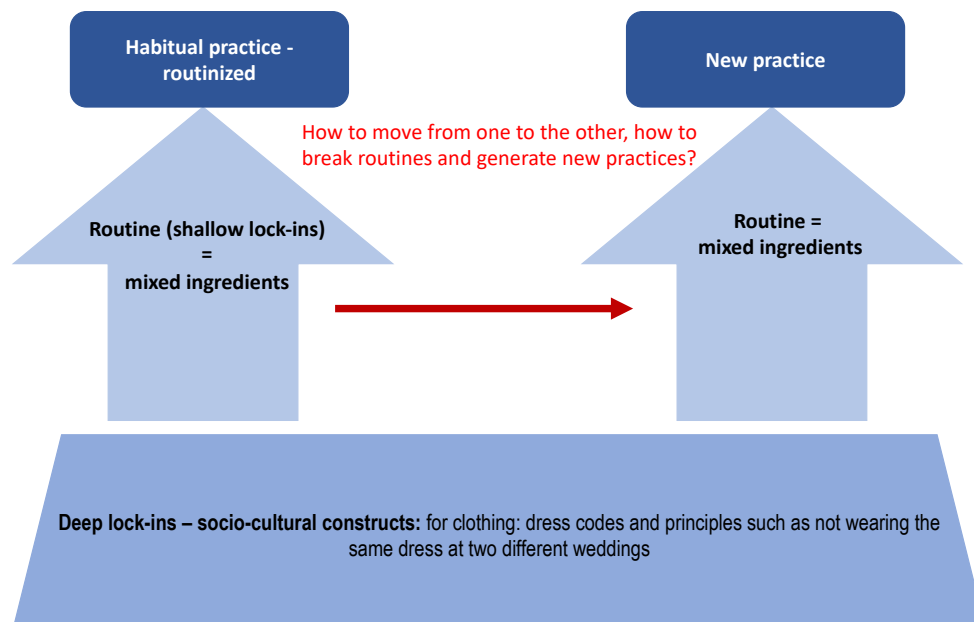 Habitual practice -
routinized
New practice
How to move from one to the other, how to
break routines and generate new practices?
Routine (shallow lock-ins)
=
mixed ingredients
Routine =
mixed ingredients
Deep lock-ins – socio-cultural constructs: for clothing: dress codes and principles such as not wearing the
same dress at two different weddings